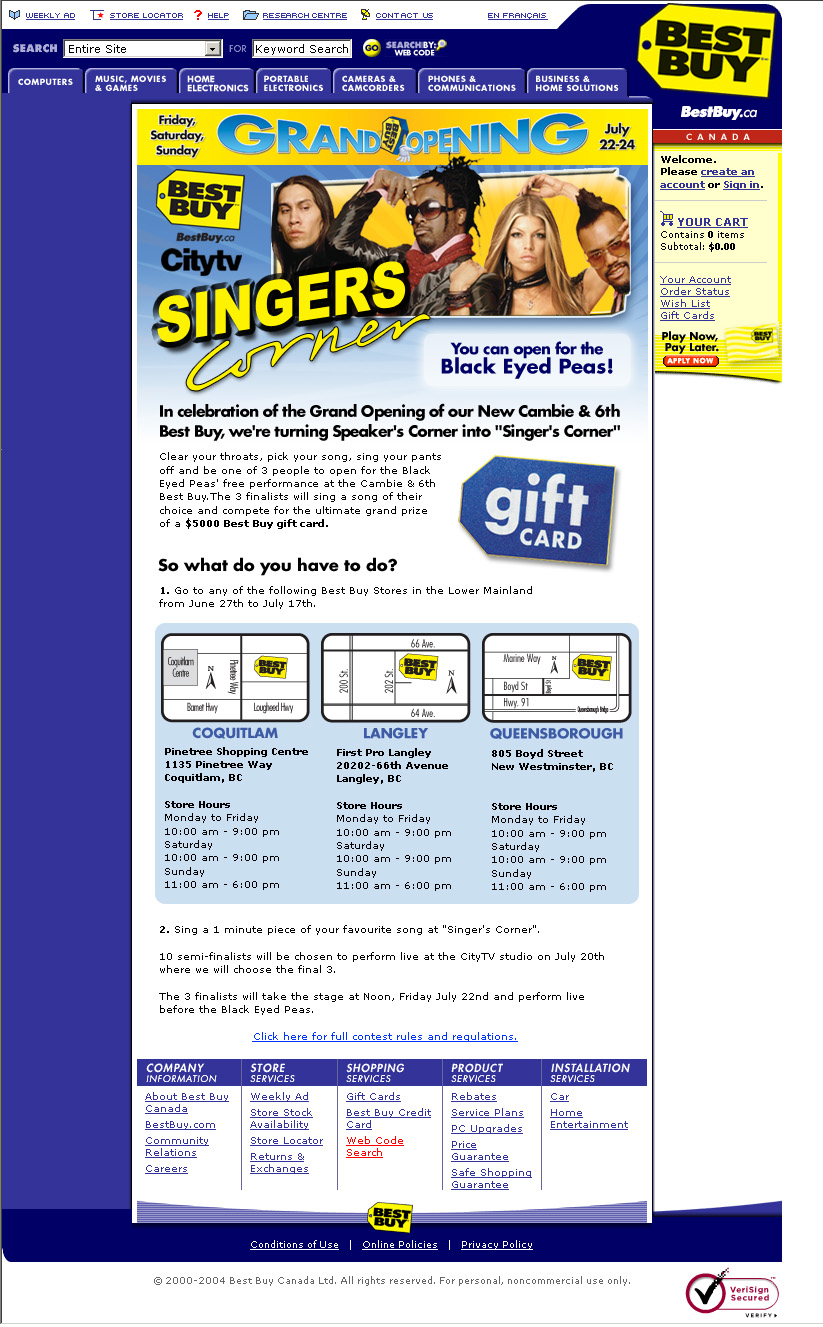 WEEKLY AD STORE LOCATOR HELP RESEARCH CENTRE CONTACT US EN FRANÇAIS
SEARCH Entire Site FOR Keyword Search GO SEARCH BY: WEB CODE
COMPUTERS
MUSIC, MOVIES & GAMES
HOME ELECTRONICS
PORTABLE ELECTRONICS
CAMERAS & CAMCORDERS
PHONES & COMMUNICATIONS
BUSINESS & HOME SOLUTIONS
BEST BUY
BestBuy.ca
CANADA
Welcome.
Please create an
account or Sign in.
YOUR CART
Contains 0 items
Subtotal: $0.00
Your Account
Order Status
Wish List
Gift Cards
Play Now,
Pay Later.
APPLY NOW
BEST BUY
Friday,
Saturday,
Sunday
GRAND BEST BUY OPENING
July
22-24
BEST BUY
BestBuy.ca
Citytv
SINGERS
Corner
You can open for the
Black Eyed Peas!
In celebration of the Grand Opening of our New Cambie & 6th
Best Buy, we're turning Speaker's Corner into "Singer's Corner"
Clear your throats, pick your song, sing your pants
off and be one of 3 people to open for the Black
Eyed Peas' free performance at the Cambie & 6th
Best Buy.The 3 finalists will sing a song of their
choice and compete for the ultimate grand prize
of a $5000 Best Buy gift card.
gift
CARD
So what do you have to do?
1. Go to any of the following Best Buy Stores in the Lower Mainland
from June 27th to July 17th.
Coquitlam
Centre
N
Pinetree Way
BEST BUY
Barnet Hwy
Lougheed Hwy
66 Ave.
200 St.
202 St.
BEST BUY
N
64 Ave.
Marine Way
N
BEST BUY
Boyd St
Boyd St
Hwy. 91
Queensborough Bridge
COQUITLAM
Pinetree Shopping Centre
1135 Pinetree Way
Coquitlam, BC
Store Hours
Monday to Friday
10:00 am - 9:00 pm
Saturday
10:00 am - 9:00 pm
Sunday
11:00 am - 6:00 pm
LANGLEY
First Pro Langley
20202-66th Avenue
Langley, BC
Store Hours
Monday to Friday
10:00 am - 9:00 pm
Saturday
10:00 am - 9:00 pm
Sunday
11:00 am - 6:00 pm
QUEENSBOROUGH
805 Boyd Street
New Westminster, BC
Store Hours
Monday to Friday
10:00 am - 9:00 pm
Saturday
10:00 am - 9:00 pm
Sunday
11:00 am - 6:00 pm
2. Sing a 1 minute piece of your favourite song at "Singer's Corner".
10 semi-finalists will be chosen to perform live at the CityTV studio on July 20th
where we will choose the final 3.
The 3 finalists will take the stage at Noon, Friday July 22nd and perform live
before the Black Eyed Peas.
Click here for full contest rules and regulations.
COMPANY
INFORMATION
About Best Buy
Canada
BestBuy.com
Community
Relations
Careers
STORE
SERVICES
Weekly Ad
Store Stock
Availability
Store Locator
Returns &
Exchanges
SHOPPING
SERVICES
Gift Cards
Best Buy Credit
Card
Web Code
Search
PRODUCT
SERVICES
Rebates
Service Plans
PC Upgrades
Price
Guarantee
Safe Shopping
Guarantee
INSTALLATION
SERVICES
Car
Home
Entertainment
BEST BUY
Conditions of Use | Online Policies | Privacy Policy
© 2000-2004 Best Buy Canada Ltd. All rights reserved. For personal, noncommercial use only.
VeriSign
Secured
VERIFY